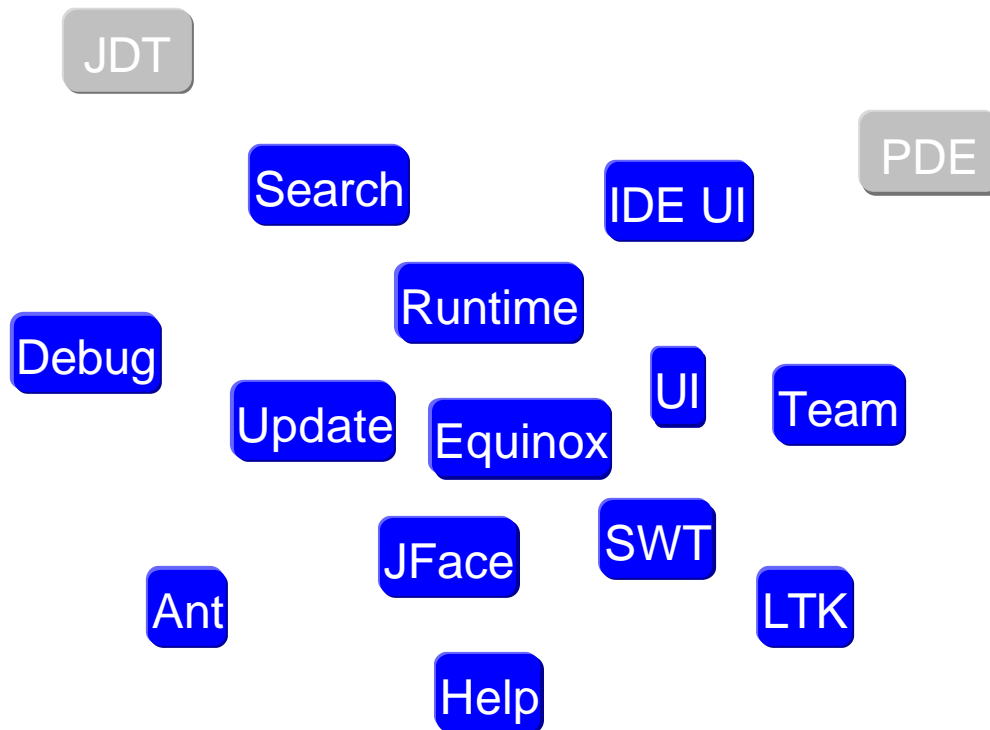 JDT
PDE
Search
IDE UI
Runtime
Debug
UI
Team
Update
Equinox
SWT
JFace
Ant
LTK
Help